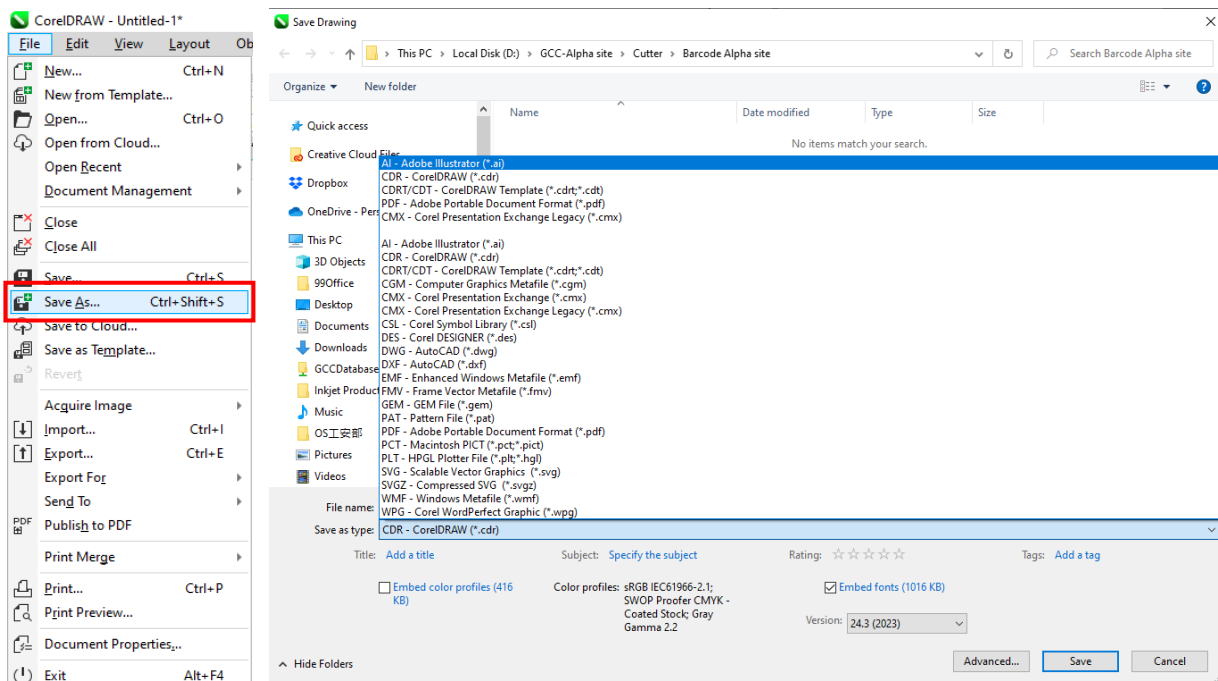 CorelDRAW - Untitled-1*
File Edit View Layout Ob
New... Ctrl+N
New from Template...
Open... Ctrl+O
Open from Cloud...
Open Recent
Document Management
Close
Close All
Save... Ctrl+S
Save As... Ctrl+Shift+S
Save to Cloud...
Save as Template...
Revert
Acquire Image
Import... Ctrl+I
Export... Ctrl+E
Export For
Send To
PDF Publish to PDF
Print Merge
Print... Ctrl+P
Print Preview...
Document Properties...
Exit Alt+F4
Save Drawing
This PC > Local Disk (D:) > GCC-Alpha site > Cutter > Barcode Alpha site
Search Barcode Alpha site
Organize New folder
Name Date modified Type Size
No items match your search.
Quick access
Creative Cloud Files
Dropbox
OneDrive - Pers
This PC
3D Objects
99Office
Desktop
Documents
Downloads
GCCDatabase
Inkjet Product
Music
OS工安部
Pictures
Videos
AI - Adobe Illustrator (*.ai)
CDR - CorelDRAW (*.cdr)
CDRT/CDT - CorelDRAW Template (*.cdrt;*.cdt)
PDF - Adobe Portable Document Format (*.pdf)
CMX - Corel Presentation Exchange Legacy (*.cmx)
AI - Adobe Illustrator (*.ai)
CDR - CorelDRAW (*.cdr)
CDRT/CDT - CorelDRAW Template (*.cdrt;*.cdt)
CGM - Computer Graphics Metafile (*.cgm)
CMX - Corel Presentation Exchange (*.cmx)
CMX - Corel Presentation Exchange Legacy (*.cmx)
CSL - Corel Symbol Library (*.csl)
DES - Corel DESIGNER (*.des)
DWG - AutoCAD (*.dwg)
DXF - AutoCAD (*.dxf)
EMF - Enhanced Windows Metafile (*.emf)
FMV - Frame Vector Metafile (*.fmv)
GEM - GEM File (*.gem)
PAT - Pattern File (*.pat)
PDF - Adobe Portable Document Format (*.pdf)
PCT - Macintosh PICT (*.pct;*.pict)
PLT - HPGL Plotter File (*.plt;*.hgl)
SVG - Scalable Vector Graphics (*.svg)
SVGZ - Compressed SVG (*.svgz)
WMF - Windows Metafile (*.wmf)
WPG - Corel WordPerfect Graphic (*.wpg)
File name:
Save as type: CDR - CorelDRAW (*.cdr)
Title: Add a title Subject: Specify the subject Rating: Tags: Add a tag
Embed color profiles (416 KB)
Color profiles: sRGB IEC61966-2.1;
SWOP Proofer CMYK -
Coated Stock; Gray
Gamma 2.2
Embed fonts (1016 KB)
Version: 24.3 (2023)
Hide Folders
Advanced... Save Cancel